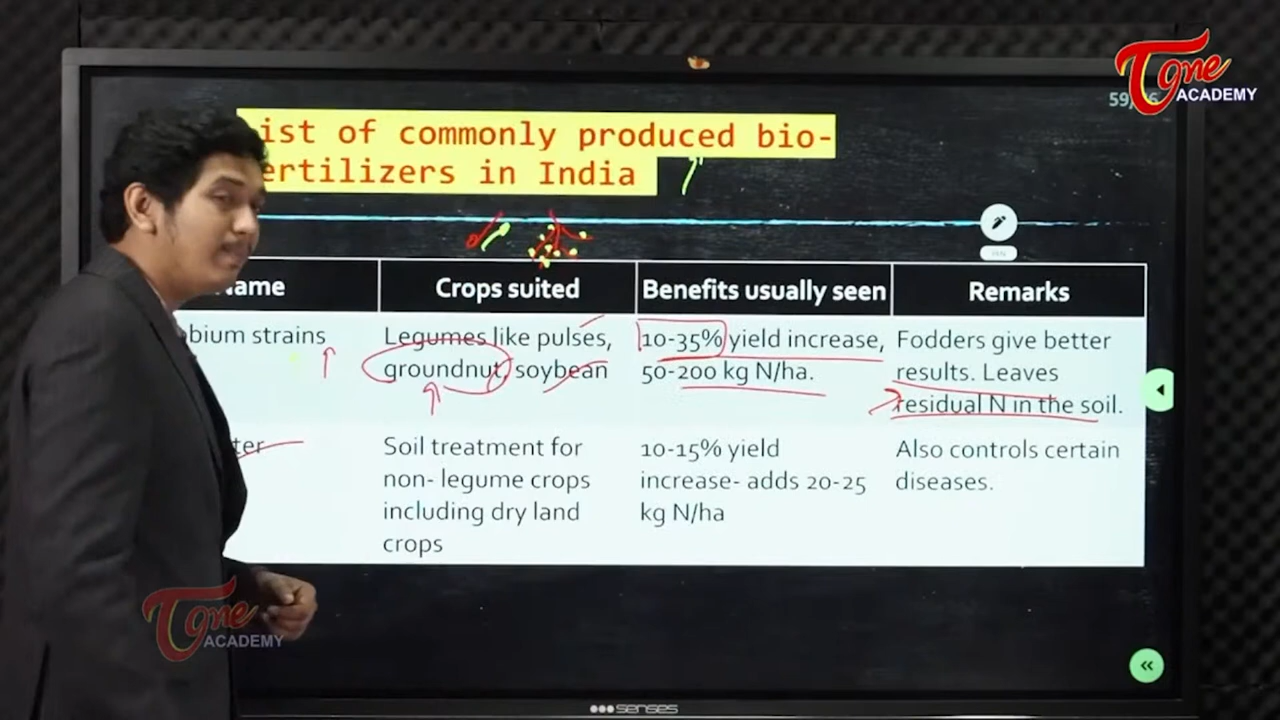 Tone
ACADEMY
59/
ist of commonly produced bio-
ertilizers in India
Name
Crops suited
Benefits usually seen
Remarks
bium strains
Legumes like pulses,
groundnut, soybean
10-35% yield increase,
50-200 kg N/ha.
Fodders give better
results. Leaves
residual N in the soil.
ter
Soil treatment for
non- legume crops
including dry land
crops
10-15% yield
increase- adds 20-25
kg N/ha
Also controls certain
diseases.
Tone
ACADEMY
senses